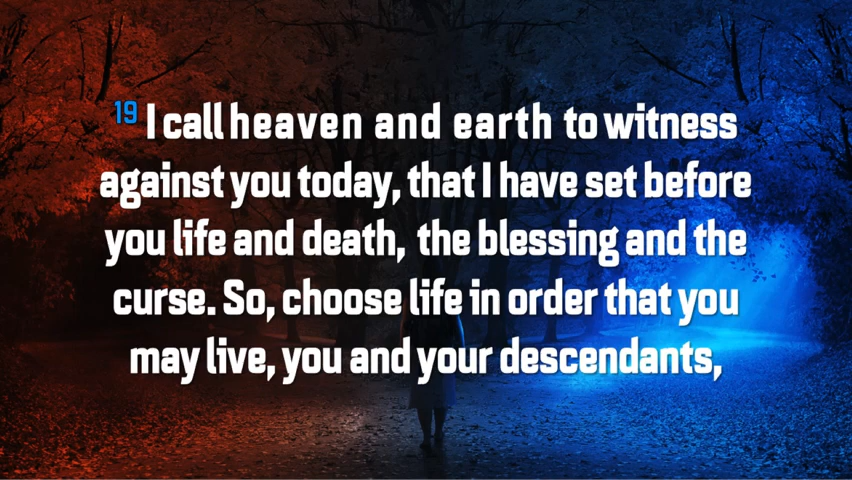 19 I call heaven and earth to witness
against you today, that I have set before
you life and death, the blessing and the
curse. So, choose life in order that you
may live, you and your descendants,